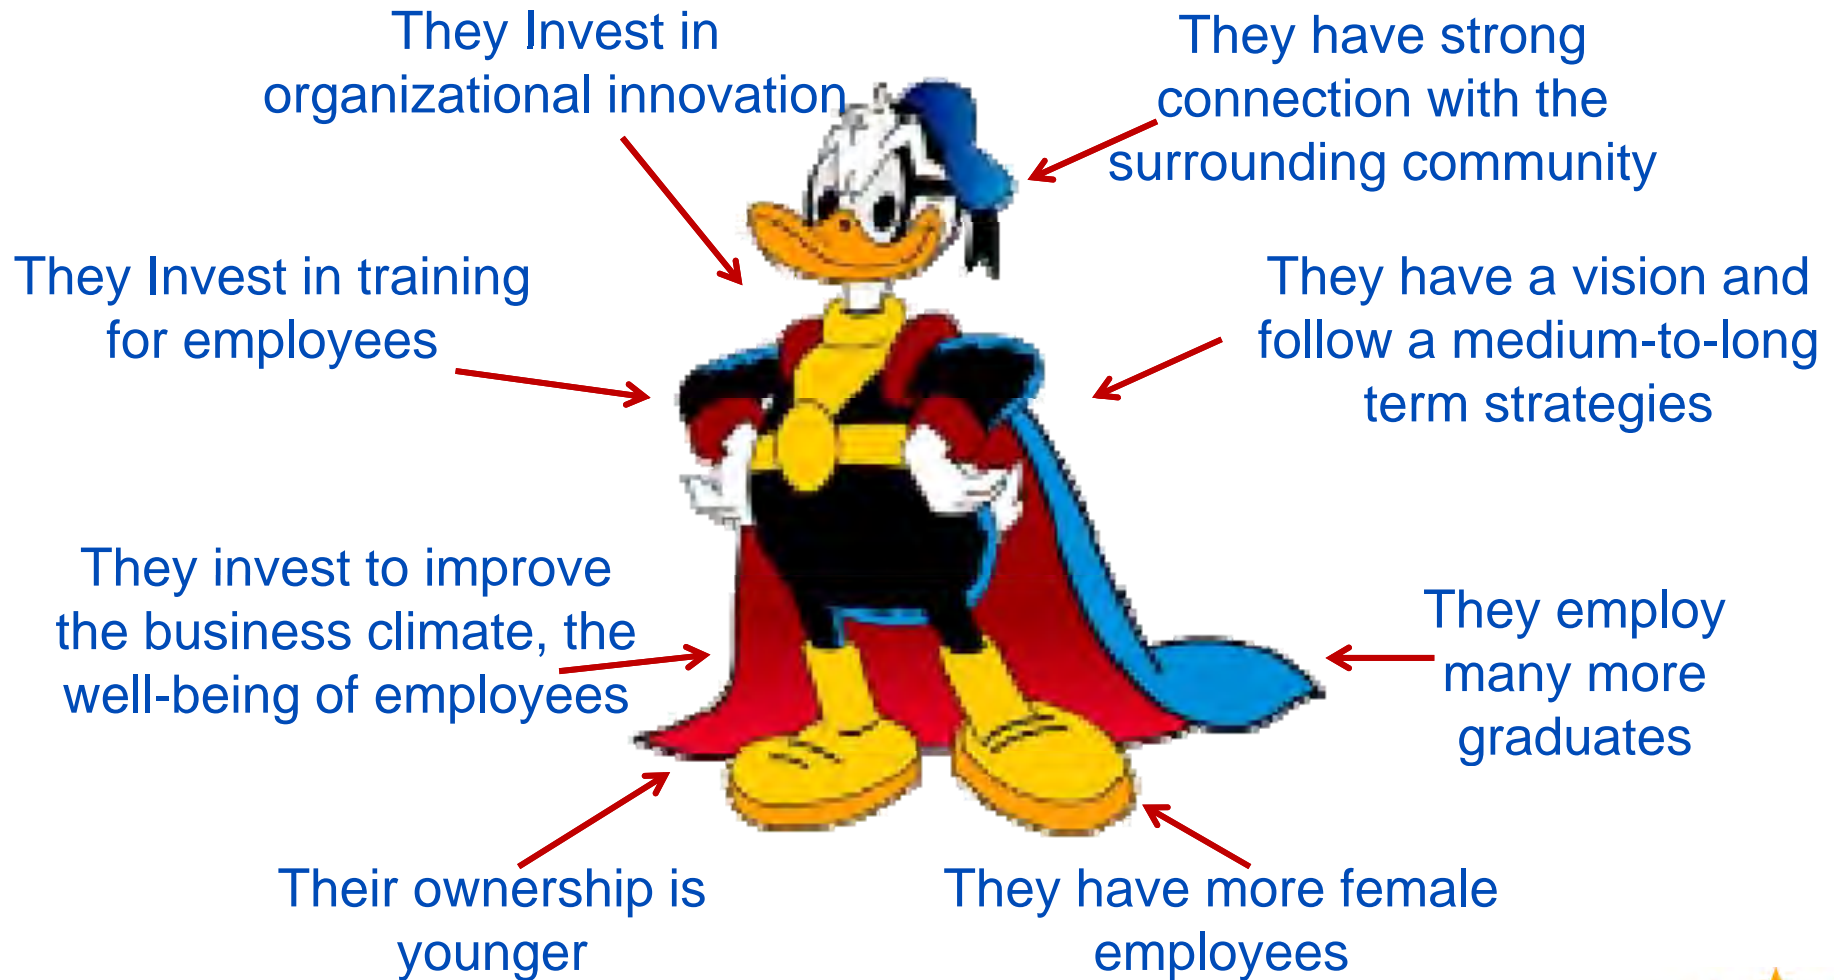 They Invest in
organizational innovation
They have strong
connection with the
surrounding community
They Invest in training
for employees
They have a vision and
follow a medium-to-long
term strategies
They invest to improve
the business climate, the
well-being of employees
They employ
many more
graduates
Their ownership is
younger
They have more female
employees